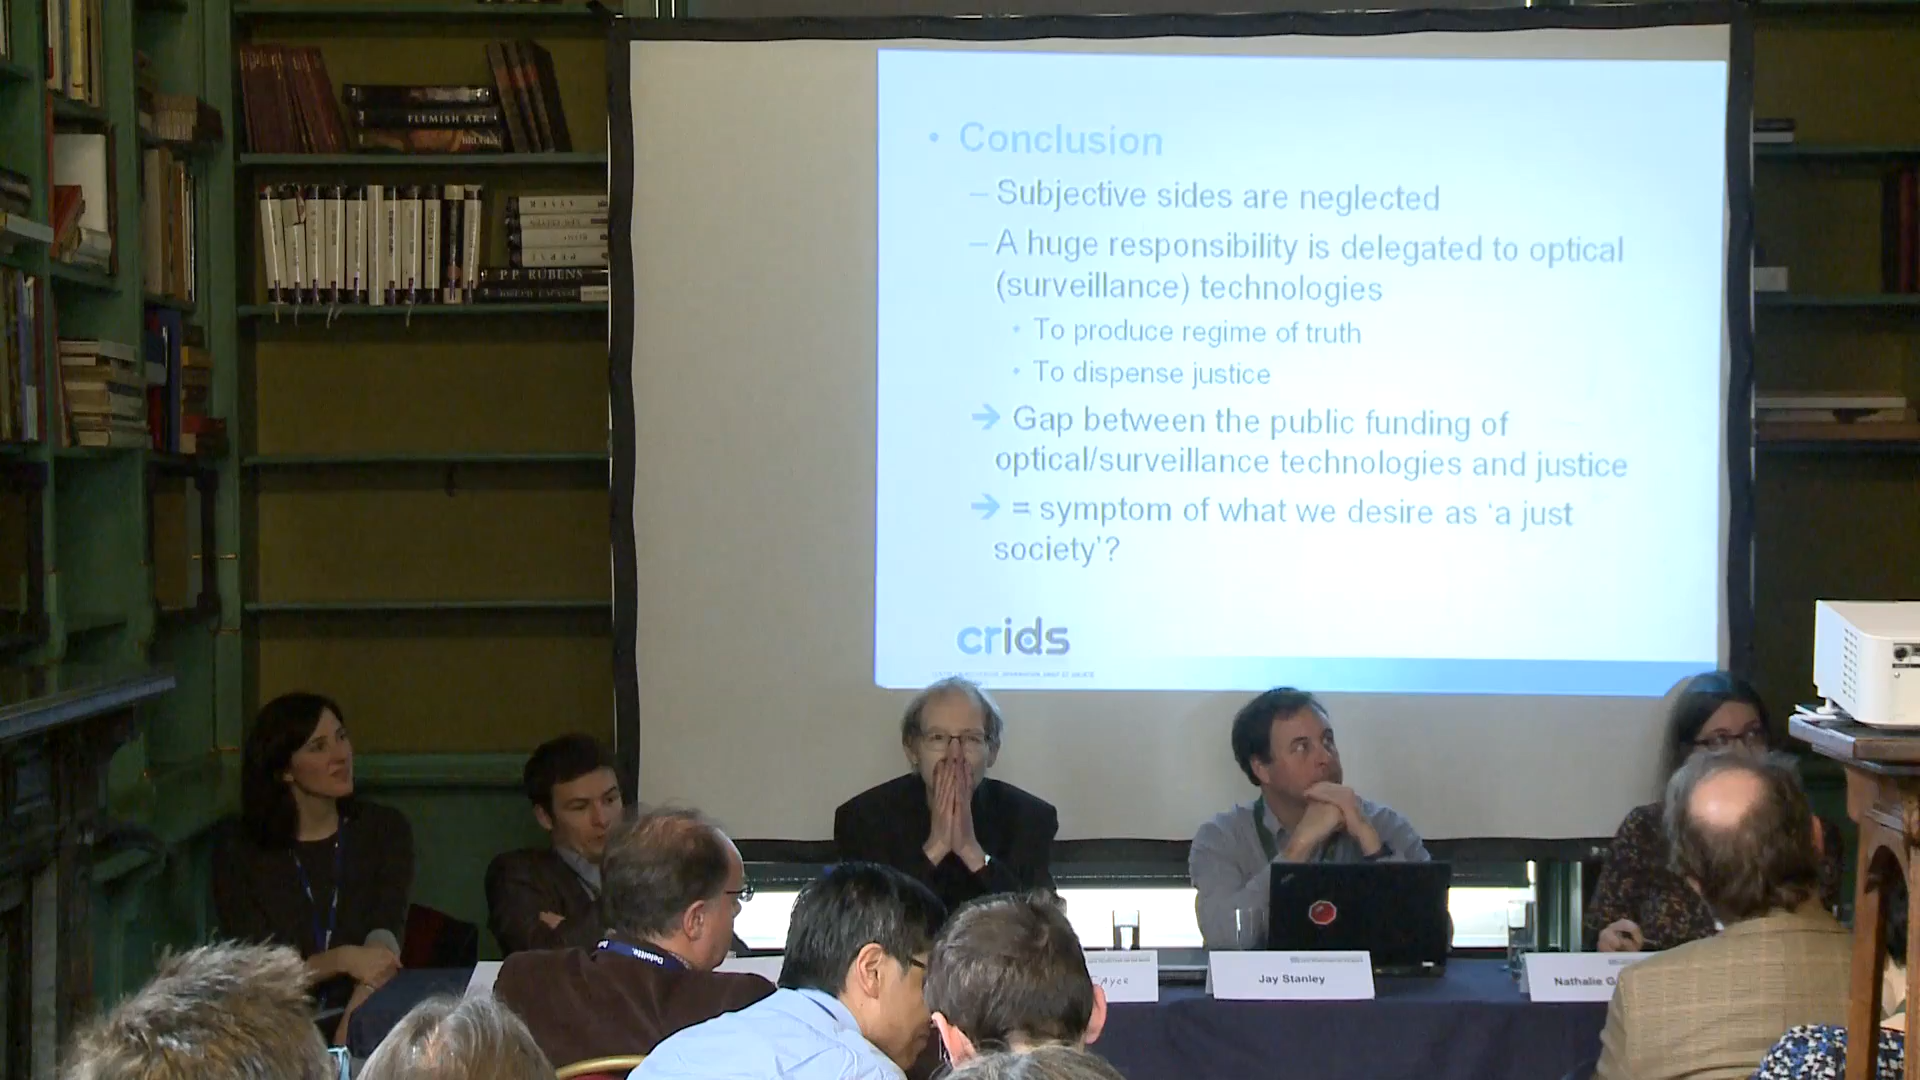 FLEMISH ART
P.P. RUBENS
• Conclusion
– Subjective sides are neglected
– A huge responsibility is delegated to optical
(surveillance) technologies
• To produce regime of truth
• To dispense justice
➔ Gap between the public funding of
optical/surveillance technologies and justice
➔ = symptom of what we desire as ‘a just
society’?
crids
Deloitte.
Jay Stanley
Nathalie G